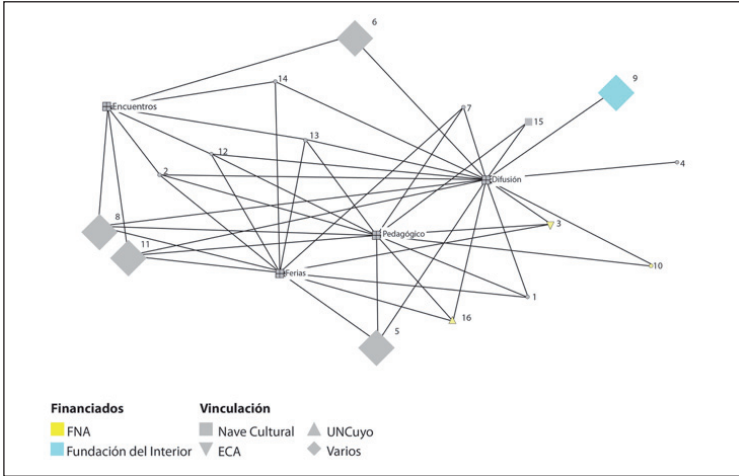 6
9
14
Encuentros
7
15
13
12
2
4
Difusión
8
3
Pedagógico
11
10
Ferias
1
16
5
Financiados
FNA
Fundación del Interior
Vinculación
Nave Cultural
UNCuyo
ECA
Varios